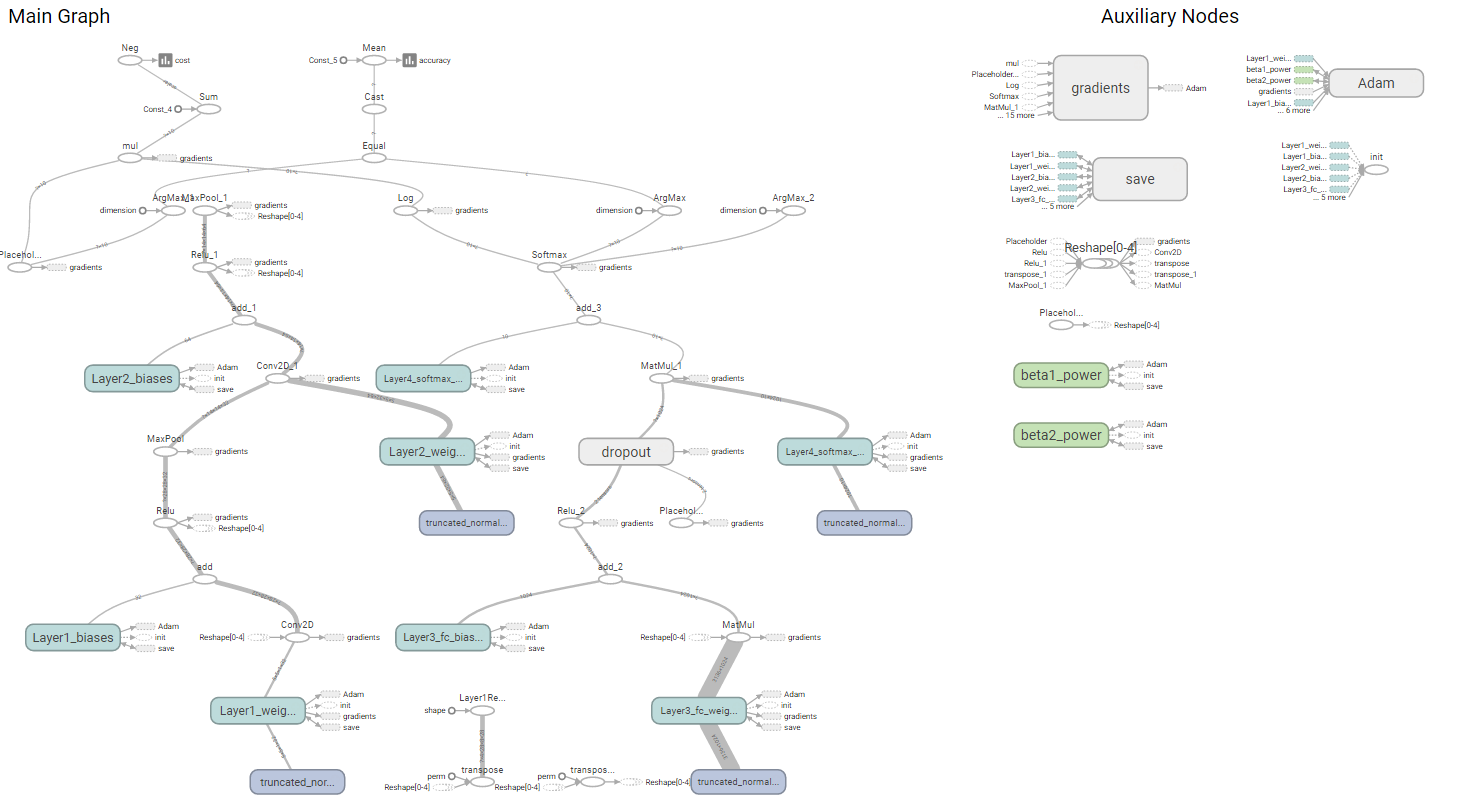 Main Graph
Auxiliary Nodes
Neg
cost
Const_5
Mean
accuracy
Const_4
Sum
Cast
mul
gradients
Equal
dimension
MaxPool_1
gradients
Reshape[0-4]
Log
gradients
dimension
ArgMax
dimension
ArgMax_2
Placehol...
gradients
Relu_1
gradients
Reshape[0-4]
Softmax
gradients
add_1
add_3
Layer2_biases
Adam
init
save
Conv2D_1
gradients
Layer4_softmax_...
Adam
init
save
MatMul_1
gradients
MaxPool
gradients
Layer2_weig...
Adam
init
gradients
save
dropout
gradients
Layer4_softmax_...
Adam
init
gradients
save
Relu
gradients
Reshape[0-4]
truncated_normal...
Relu_2
gradients
Placehol...
gradients
truncated_normal...
add
add_2
Layer1_biases
Adam
init
save
Reshape[0-4]
Conv2D
gradients
Layer3_fc_bias...
Adam
init
save
Reshape[0-4]
MatMul
gradients
Layer1_weig...
Adam
init
gradients
save
Layer1Re...
shape
Layer3_fc_weig...
Adam
init
gradients
save
truncated_nor...
perm
transpose
Reshape[0-4]
perm
transpos...
Reshape[0-4]
Reshape[0-4]
truncated_normal...
mul
Placeholder...
Log
Softmax
MatMul_1
... 15 more
gradients
Adam
Layer1_wei...
beta1_power
beta2_power
gradients
Layer1_bia...
... 6 more
Adam
Layer1_bia...
Layer1_wei...
Layer2_bia...
Layer2_wei...
Layer3_fc_...
... 5 more
save
Layer1_wei...
Layer1_bia...
Layer2_wei...
Layer2_bia...
Layer3_fc_...
... 5 more
init
Placeholder
Relu
Relu_1
transpose_1
MaxPool_1
Reshape[0-4]
gradients
Conv2D
transpose
transpose_1
MatMul
Placehol...
Reshape[0-4]
beta1_power
Adam
init
save
beta2_power
Adam
init
save